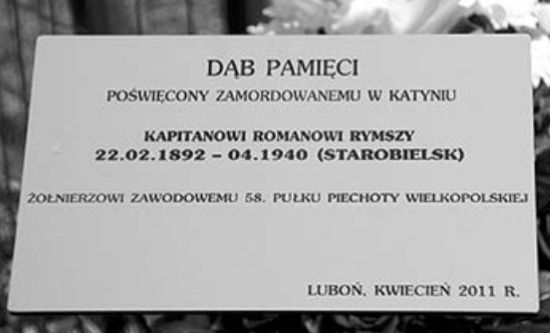 DĄB PAMIĘCI
POŚWIĘCONY ZAMORDOWANEMU W KATYNIU
KAPITANOWI ROMANOWI RYMSZY
22.02.1892 – 04.1940 (STAROBIELSK)
ŻOŁNIERZOWI ZAWODOWEMU 58. PUŁKU PIECHOTY WIELKOPOLSKIEJ
LUBOŃ, KWIECIEŃ 2011 R.